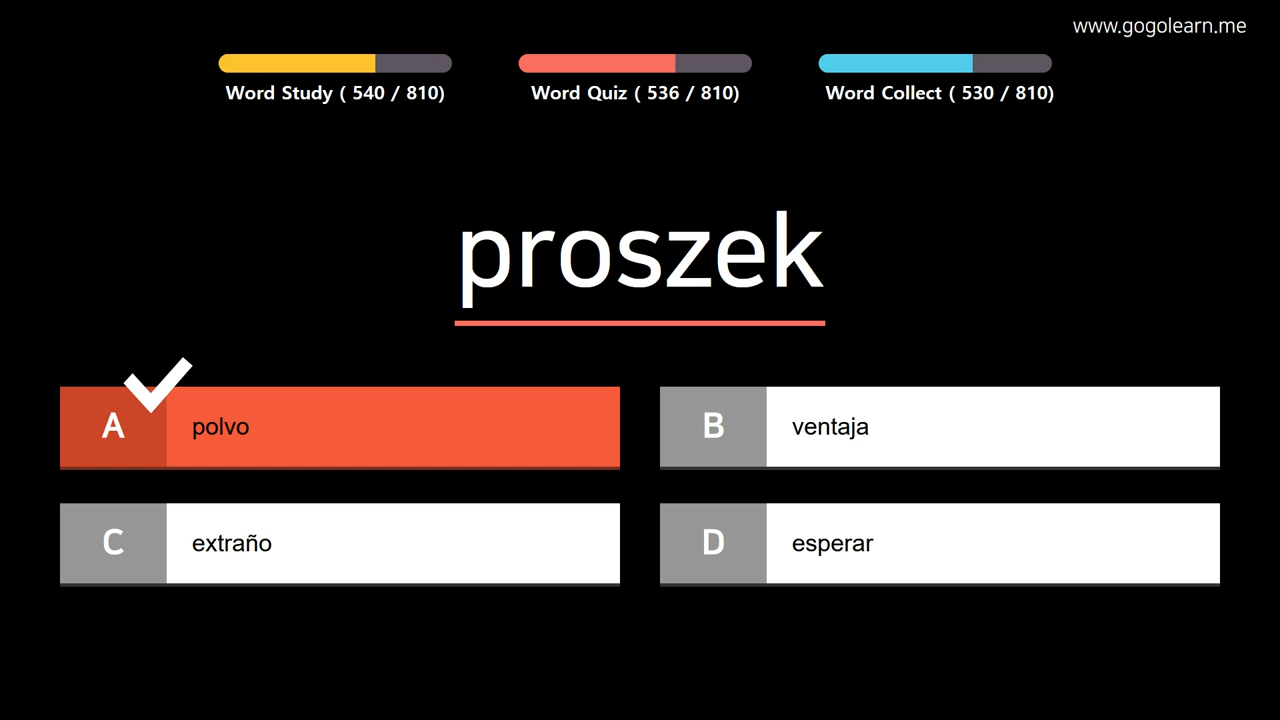 www.gogolearn.me
Word Study ( 540 / 810)
Word Quiz ( 536 / 810)
Word Collect ( 530 / 810)
proszek
A polvo
B ventaja
C extraño
D esperar